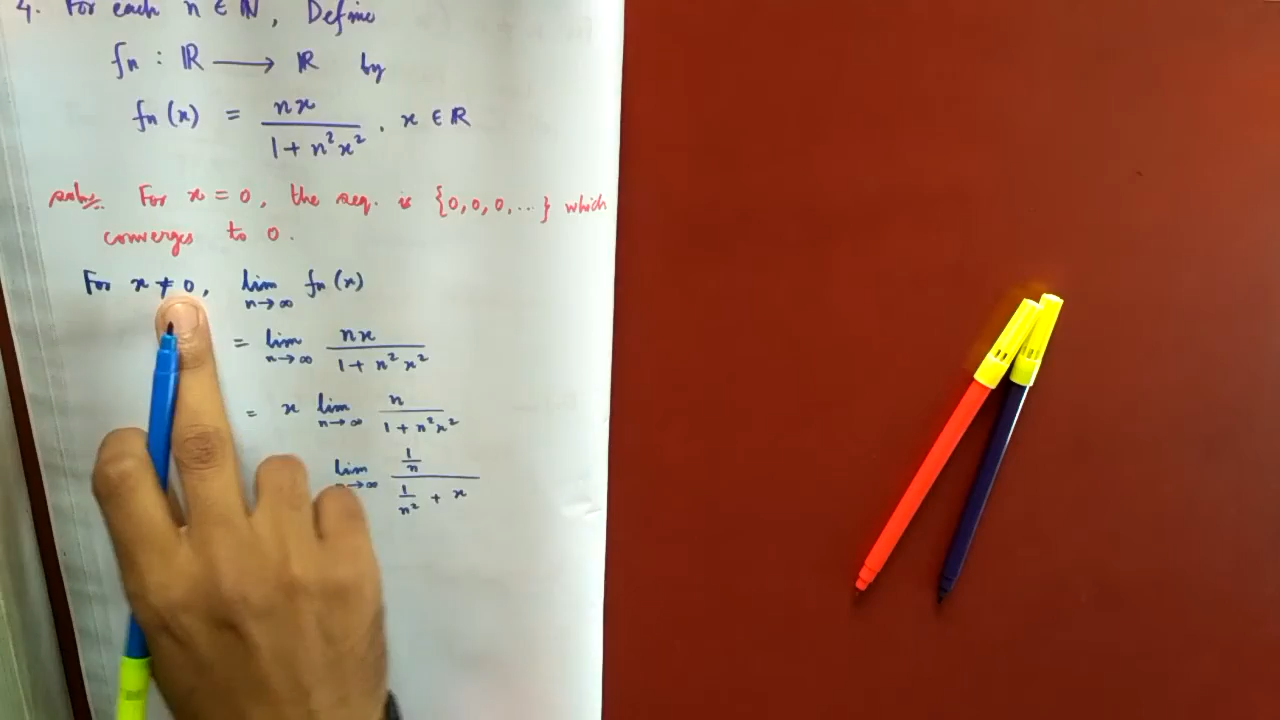 4. For each n ∈ ℕ, Define
fn : ℝ ⟶ ℝ by
fn(x) = nx / 1 + n²x² . x ∈ ℝ
soln. For x = 0, the seq. is {0, 0, 0, ...} which
converges to 0.
For x ≠ 0, lim n→∞ fn(x)
= lim n→∞ nx / 1 + n²x²
= x lim n→∞ n / 1 + n²x²
lim n→∞ 1/n / 1/n² + x